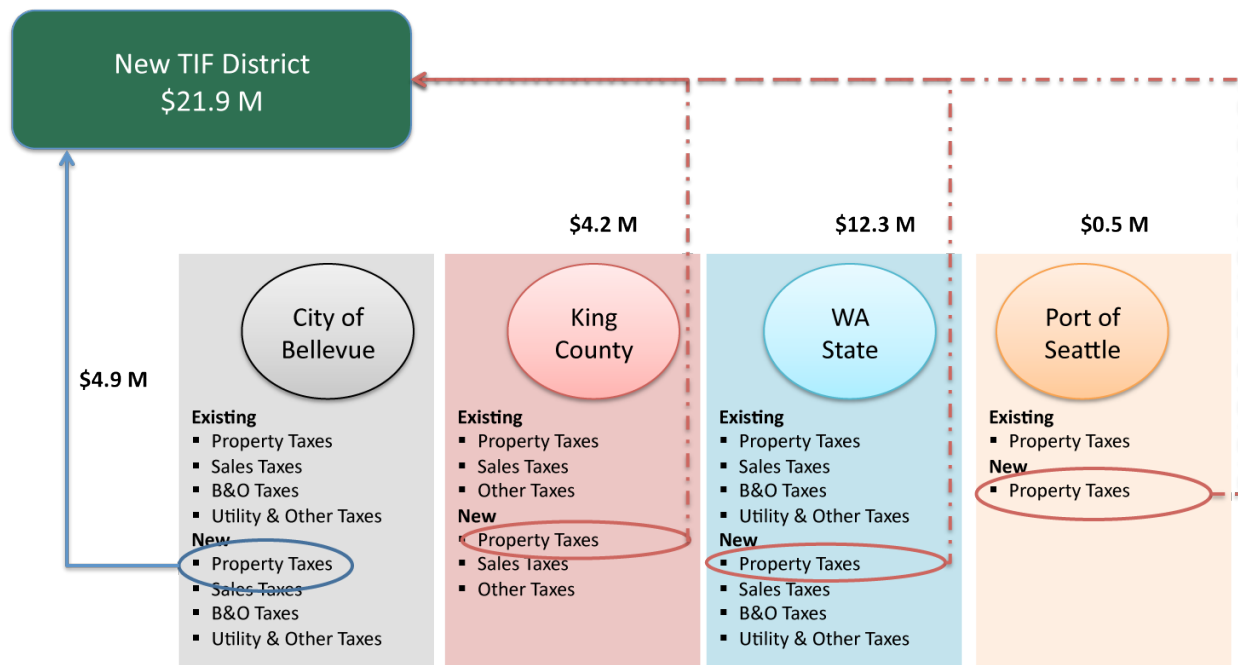 New TIF District
$21.9 M
$4.2 M
$12.3 M
$0.5 M
$4.9 M
City of
Bellevue
Existing
▪ Property Taxes
▪ Sales Taxes
▪ B&O Taxes
▪ Utility & Other Taxes
New
▪ Property Taxes
▪ Sales Taxes
▪ B&O Taxes
▪ Utility & Other Taxes
King
County
Existing
▪ Property Taxes
▪ Sales Taxes
▪ Other Taxes
New
▪ Property Taxes
▪ Sales Taxes
▪ Other Taxes
WA
State
Existing
▪ Property Taxes
▪ Sales Taxes
▪ B&O Taxes
▪ Utility & Other Taxes
New
▪ Property Taxes
▪ Sales Taxes
▪ B&O Taxes
▪ Utility & Other Taxes
Port of
Seattle
Existing
▪ Property Taxes
New
▪ Property Taxes